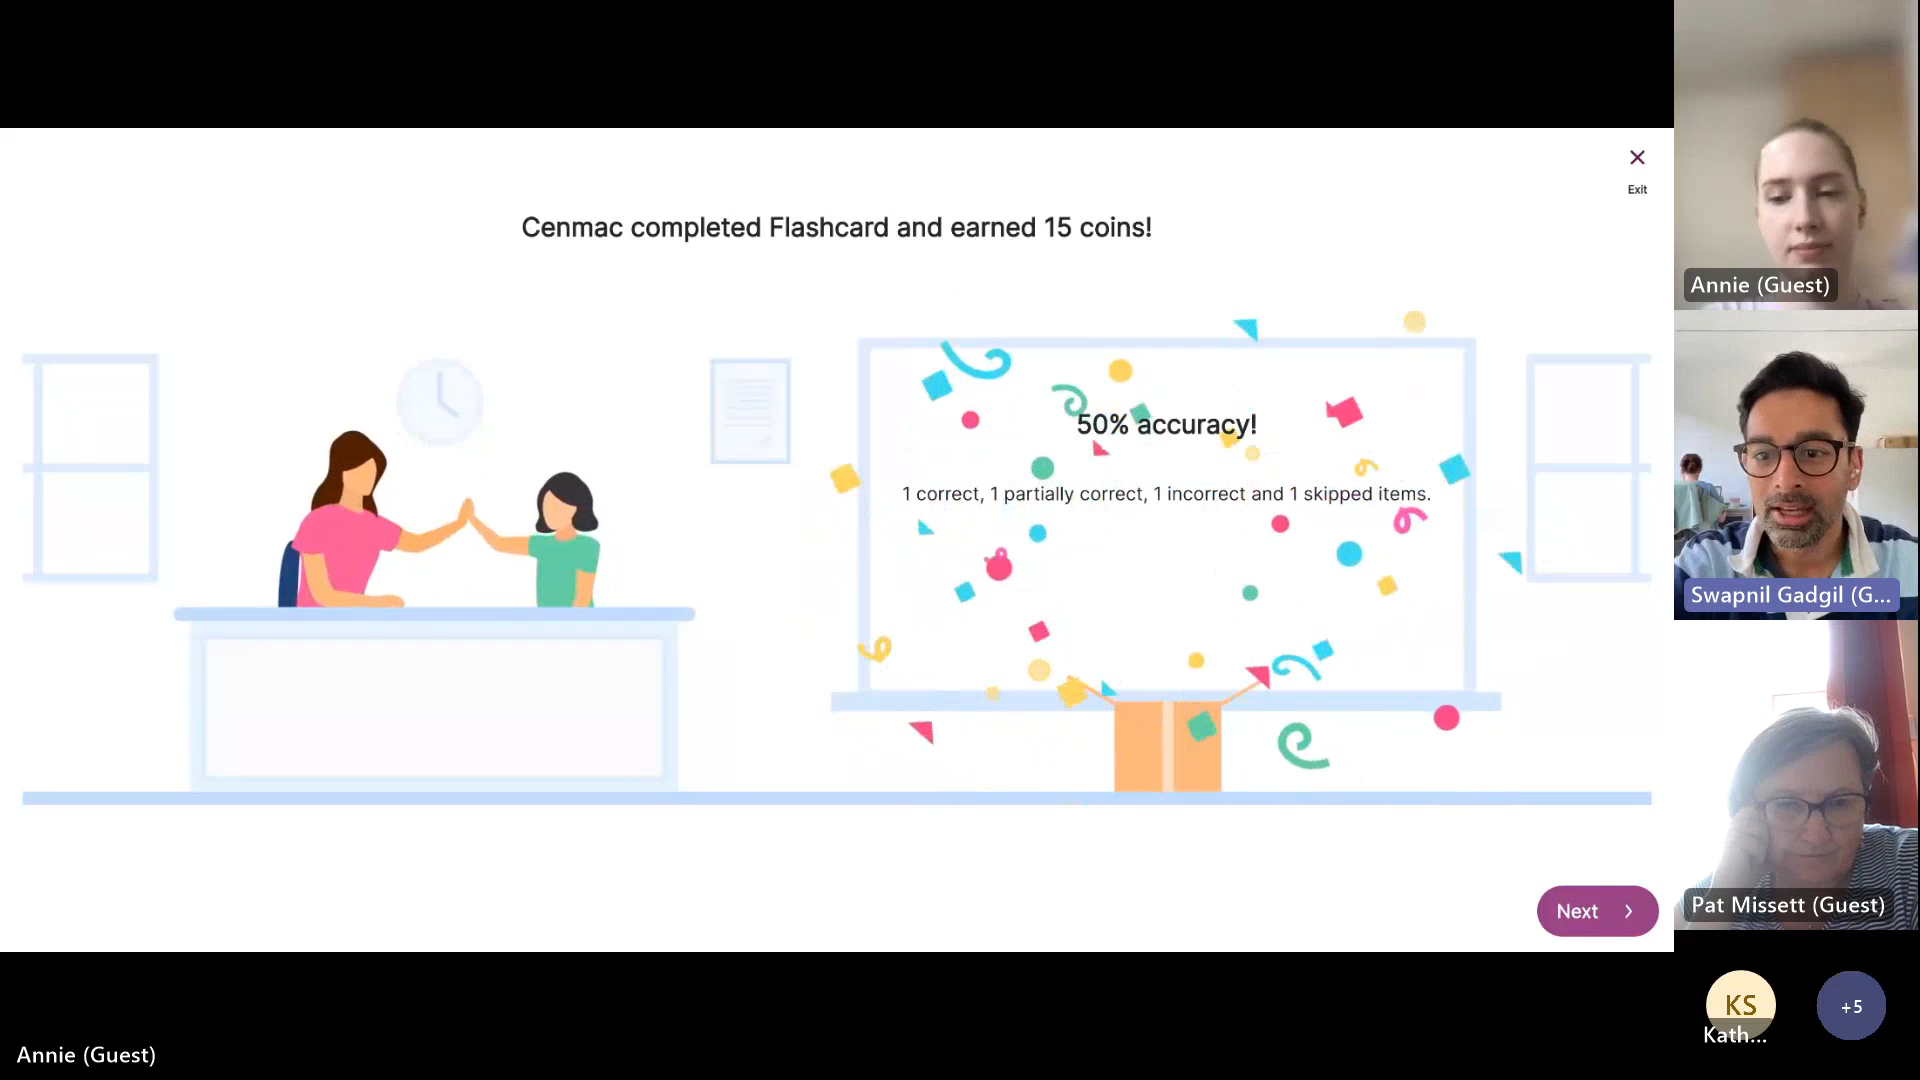 Exit
Cenmac completed Flashcard and earned 15 coins!
50% accuracy!
1 correct, 1 partially correct, 1 incorrect and 1 skipped items.
Next
Annie (Guest)
Annie (Guest)
Swapnil Gadgil (G...
Pat Missett (Guest)
KS
Kath...
+5